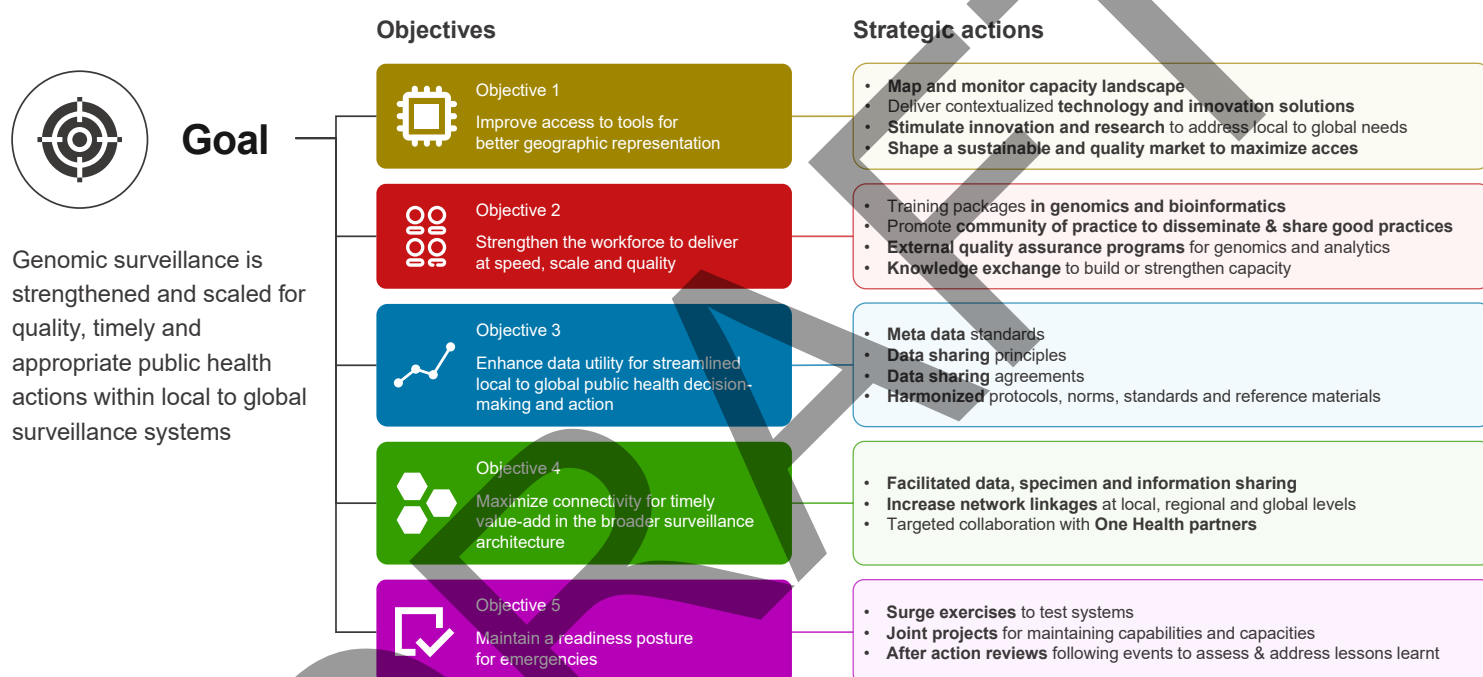 Objectives
Strategic actions
Goal
Genomic surveillance is
strengthened and scaled for
quality, timely and
appropriate public health
actions within local to global
surveillance systems
Objective 1
Improve access to tools for
better geographic representation
• Map and monitor capacity landscape
• Deliver contextualized technology and innovation solutions
• Stimulate innovation and research to address local to global needs
• Shape a sustainable and quality market to maximize acces
Objective 2
Strengthen the workforce to deliver
at speed, scale and quality
• Training packages in genomics and bioinformatics
• Promote community of practice to disseminate & share good practices
• External quality assurance programs for genomics and analytics
• Knowledge exchange to build or strengthen capacity
Objective 3
Enhance data utility for streamlined
local to global public health decision-
making and action
• Meta data standards
• Data sharing principles
• Data sharing agreements
• Harmonized protocols, norms, standards and reference materials
Objective 4
Maximize connectivity for timely
value-add in the broader surveillance
architecture
• Facilitated data, specimen and information sharing
• Increase network linkages at local, regional and global levels
• Targeted collaboration with One Health partners
Objective 5
Maintain a readiness posture
for emergencies
• Surge exercises to test systems
• Joint projects for maintaining capabilities and capacities
• After action reviews following events to assess & address lessons learnt
DRAFT